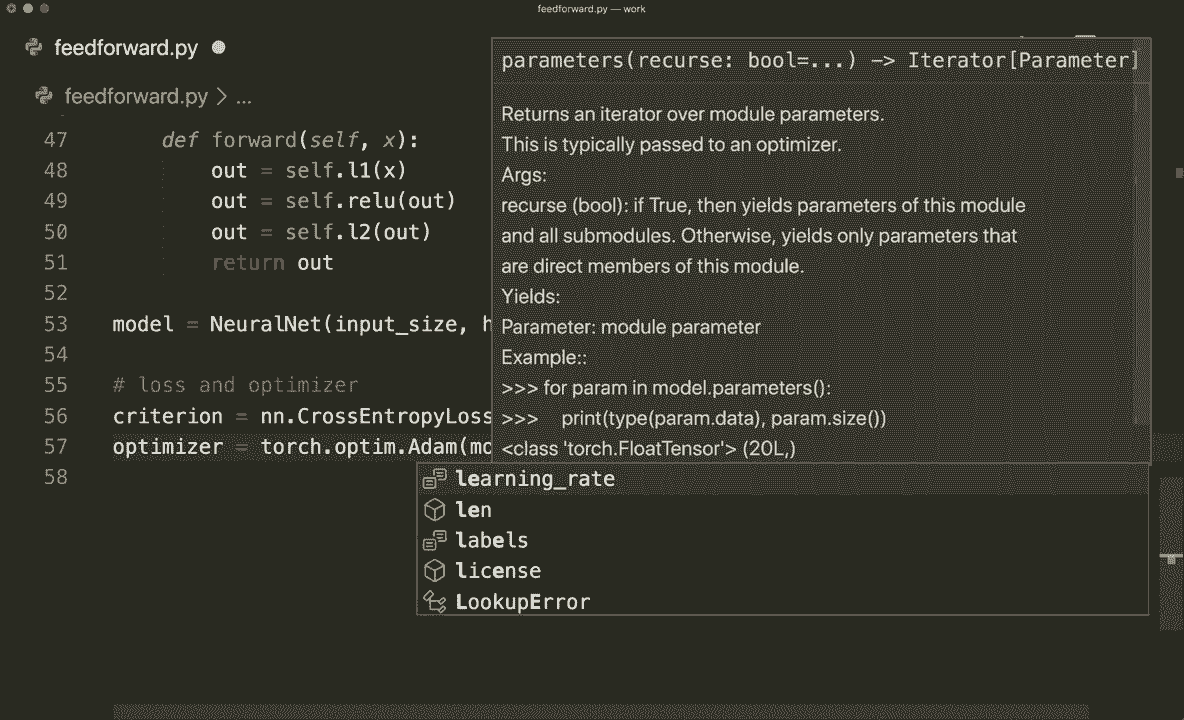 feedforward.py — work
feedforward.py
feedforward.py > ...
47 def forward(self, x):
48 out = self.l1(x)
49 out = self.relu(out)
50 out = self.l2(out)
51 return out
52
53 model = NeuralNet(input_size, h
54
55 # loss and optimizer
56 criterion = nn.CrossEntropyLoss
57 optimizer = torch.optim.Adam(mo
58
parameters(recurse: bool=...) -> Iterator[Parameter]
Returns an iterator over module parameters.
This is typically passed to an optimizer.
Args:
recurse (bool): if True, then yields parameters of this module
and all submodules. Otherwise, yields only parameters that
are direct members of this module.
Yields:
Parameter: module parameter
Example::
>>> for param in model.parameters():
>>> print(type(param.data), param.size())
<class 'torch.FloatTensor'> (20L,)
learning_rate
len
labels
license
LookupError